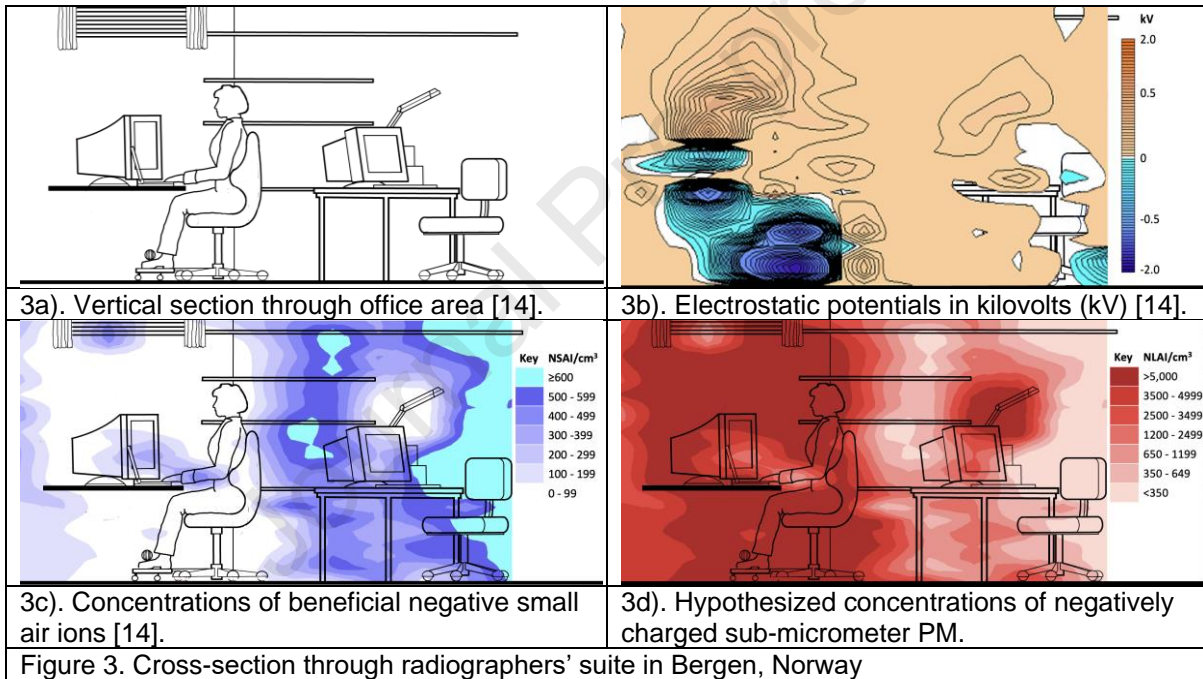 kV
2.0
0.5
0
-0.5
-2.0
3a). Vertical section through office area [14].
3b). Electrostatic potentials in kilovolts (kV) [14].
Key NSAI/cm³
≥600
500 - 599
400 - 499
300 -399
200 - 299
100 - 199
0 - 99
Key NLAI/cm³
>5,000
3500 - 4999
2500 - 3499
1200 - 2499
650 - 1199
350 - 649
<350
3c). Concentrations of beneficial negative small
air ions [14].
3d). Hypothesized concentrations of negatively
charged sub-micrometer PM.
Figure 3. Cross-section through radiographers’ suite in Bergen, Norway